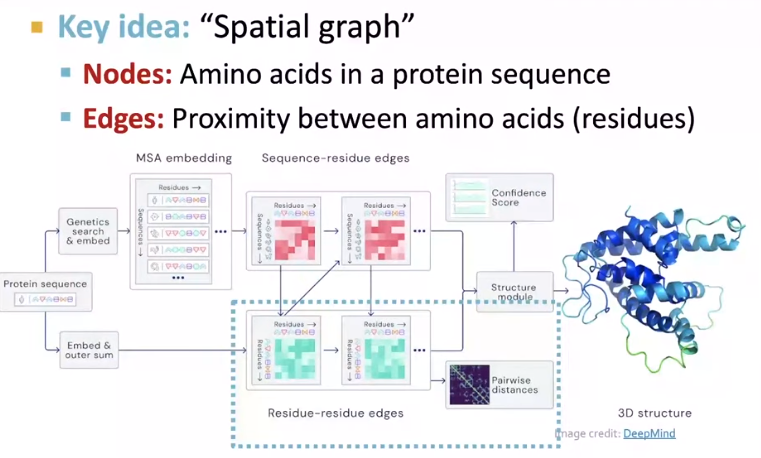 Key idea: “Spatial graph”
Nodes: Amino acids in a protein sequence
Edges: Proximity between amino acids (residues)
MSA embedding
Sequence-residue edges
Residues →
Sequences →
Residues →
Sequences →
Residues →
Sequences →
Confidence
Score
Genetics
search
& embed
Protein sequence
Structure
module
Embed &
outer sum
Residues →
Residues →
Residues →
Residues →
Pairwise
distances
Residue-residue edges
3D structure
Image credit: DeepMind